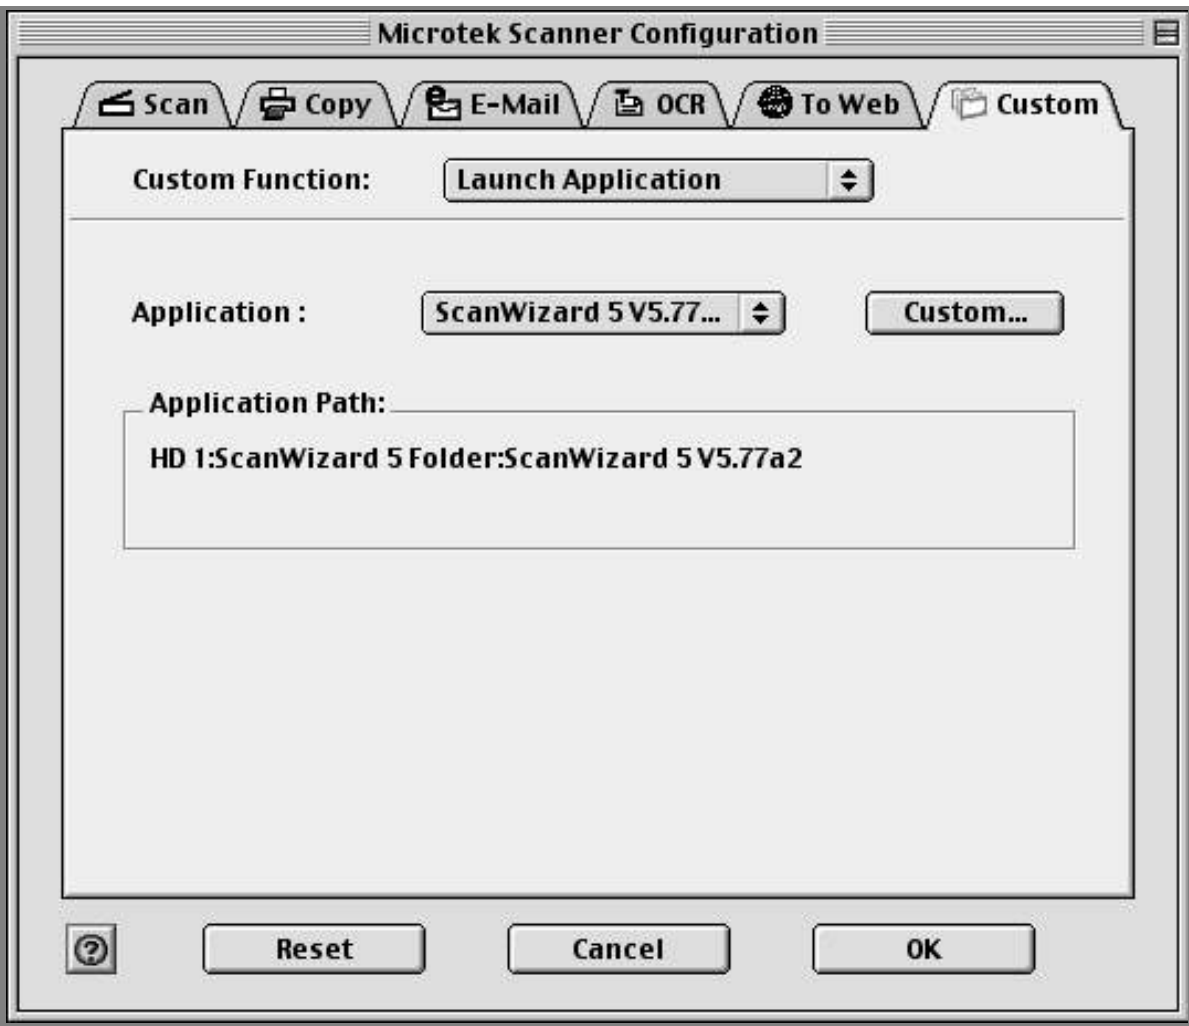 Microtek Scanner Configuration
Scan Copy E-Mail OCR To Web Custom
Custom Function: Launch Application
Application : ScanWizard 5 V5.77... Custom...
Application Path:
HD 1:ScanWizard 5 Folder:ScanWizard 5 V5.77a2
? Reset Cancel OK